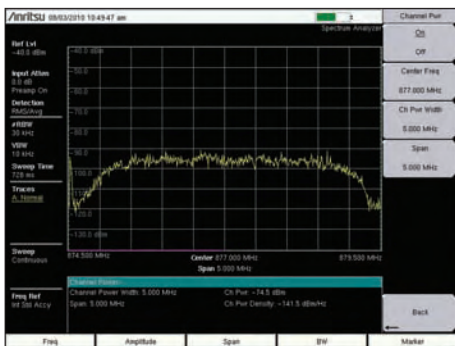 Anritsu 08/03/2010 10:49:47 am
Spectrum Analyzer
Channel Pwr
On
Off
Center Freq
877.000 MHz
Ch Pwr Width
5.000 MHz
Span
5.000 MHz
Back
Ref Lvl
-40.0 dBm
Input Atten
0.0 dB
Preamp On
Detection
RMS/Avg
#RBW
30 kHz
VBW
10 kHz
Sweep Time
728 ms
Traces
A: Normal
Sweep
Continuous
Freq Ref
Int Std Accy
-40.0 dBm
-50.0
-60.0
-70.0
-80.0
-90.0
-100.0
-110.0
-120.0
-130.0 dBm
874.500 MHz
Center 877.000 MHz
879.500 MHz
Span 5.000 MHz
Channel Power
Channel Power Width: 5.000 MHz
Ch Pwr: -74.5 dBm
Span: 5.000 MHz
Ch Pwr Density: -141.5 dBm/Hz
Freq
Amplitude
Span
BW
Marker